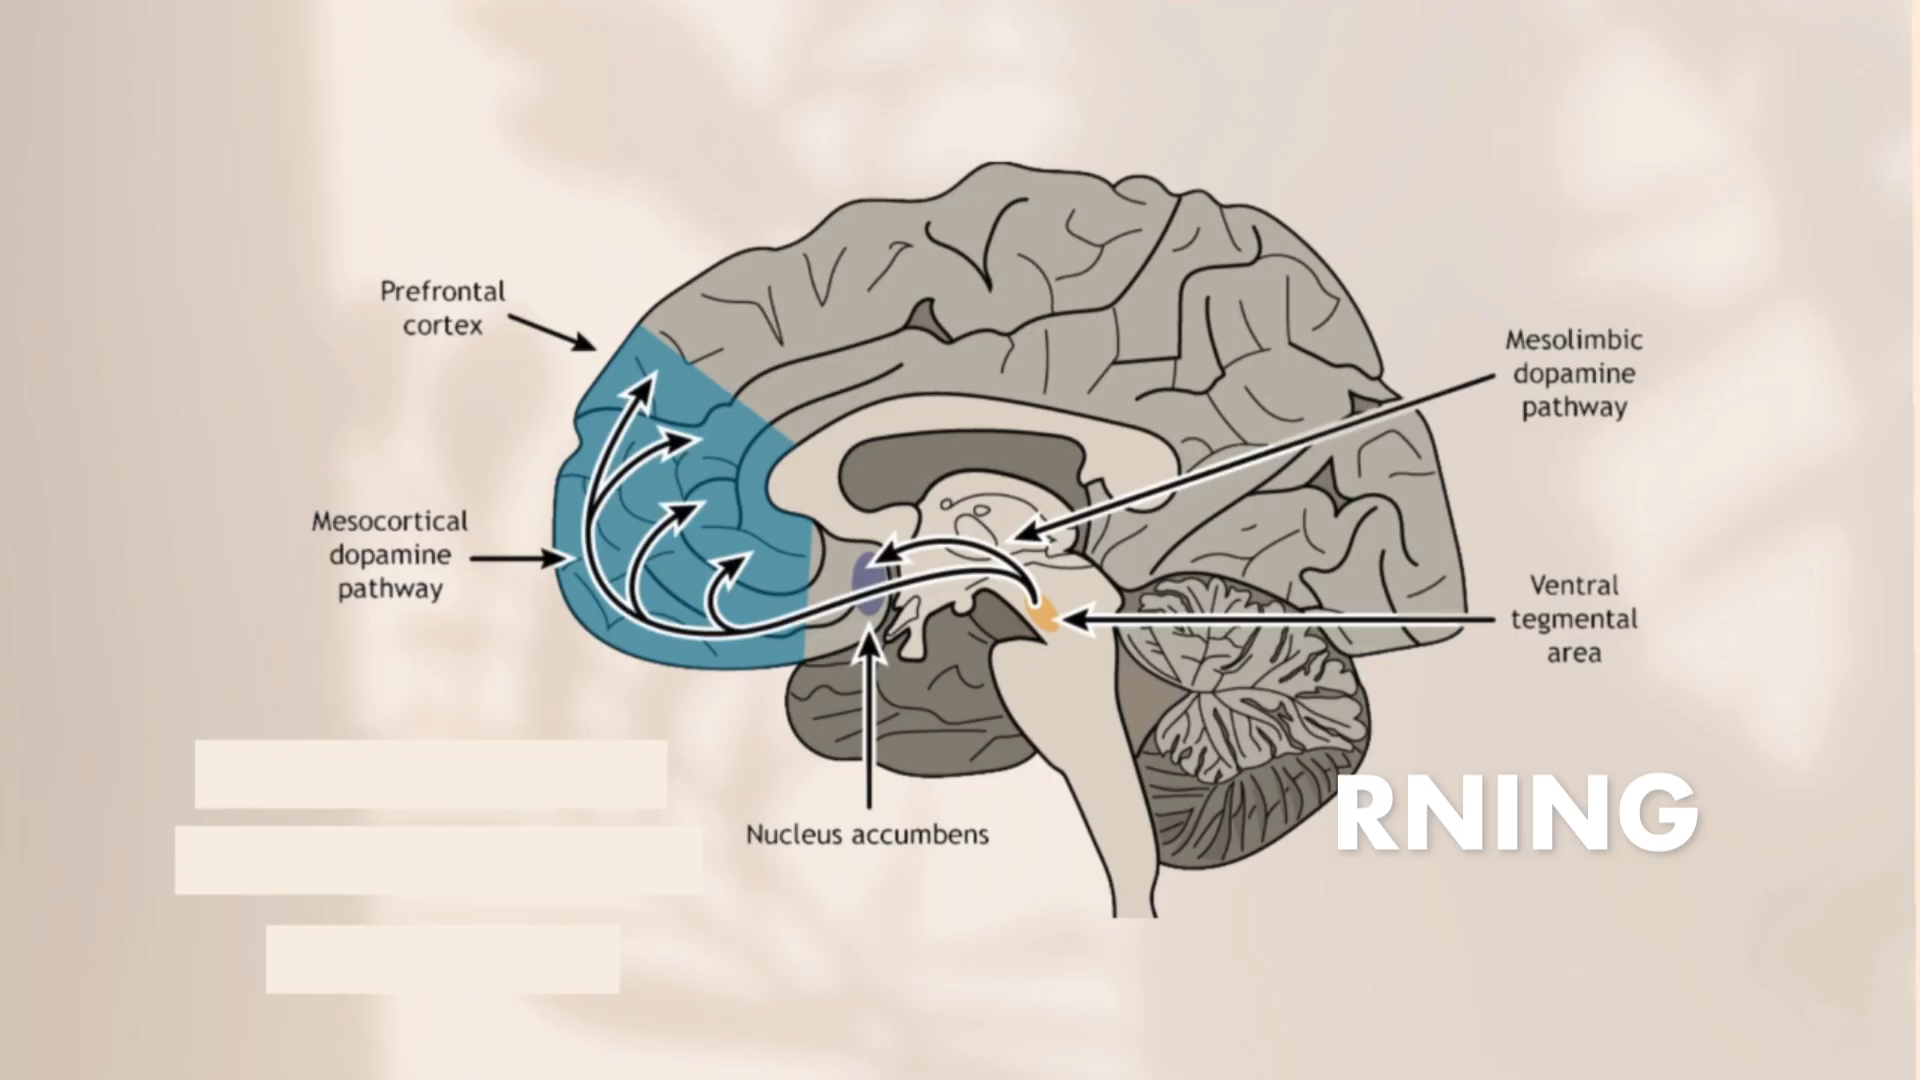 Prefrontal
cortex
Mesolimbic
dopamine
pathway
Mesocortical
dopamine
pathway
Ventral
tegmental
area
Nucleus accumbens
RNING